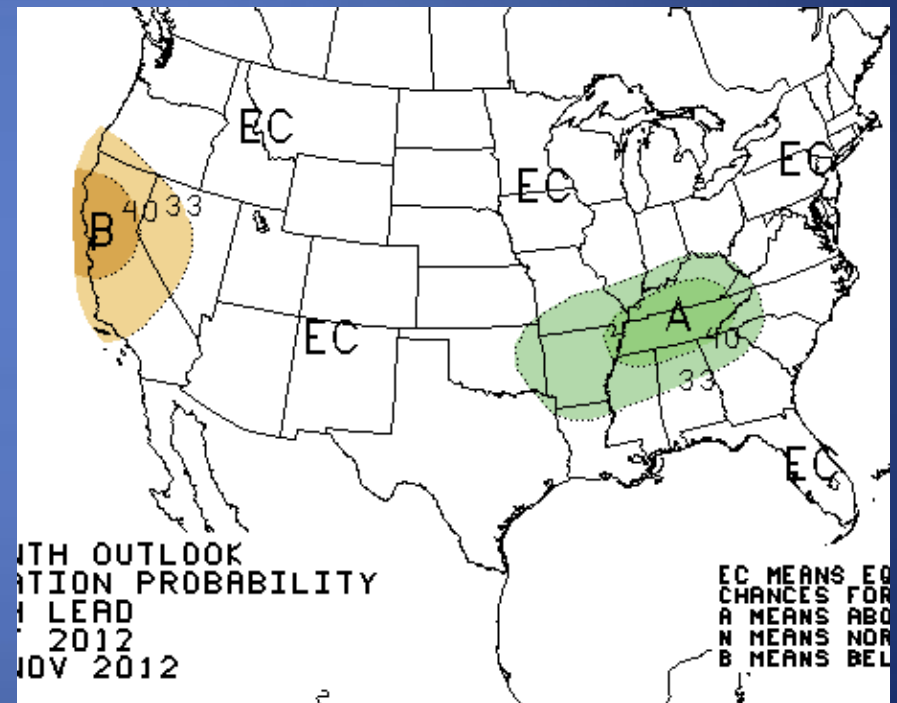 EC
EC
EC
B 40 33
A
EC
40
33
EC
NTH OUTLOOK
ATION PROBABILITY
H LEAD
2012
NOV 2012
EC MEANS EQ
CHANCES FOR
A MEANS ABO
N MEANS NOR
B MEANS BEL